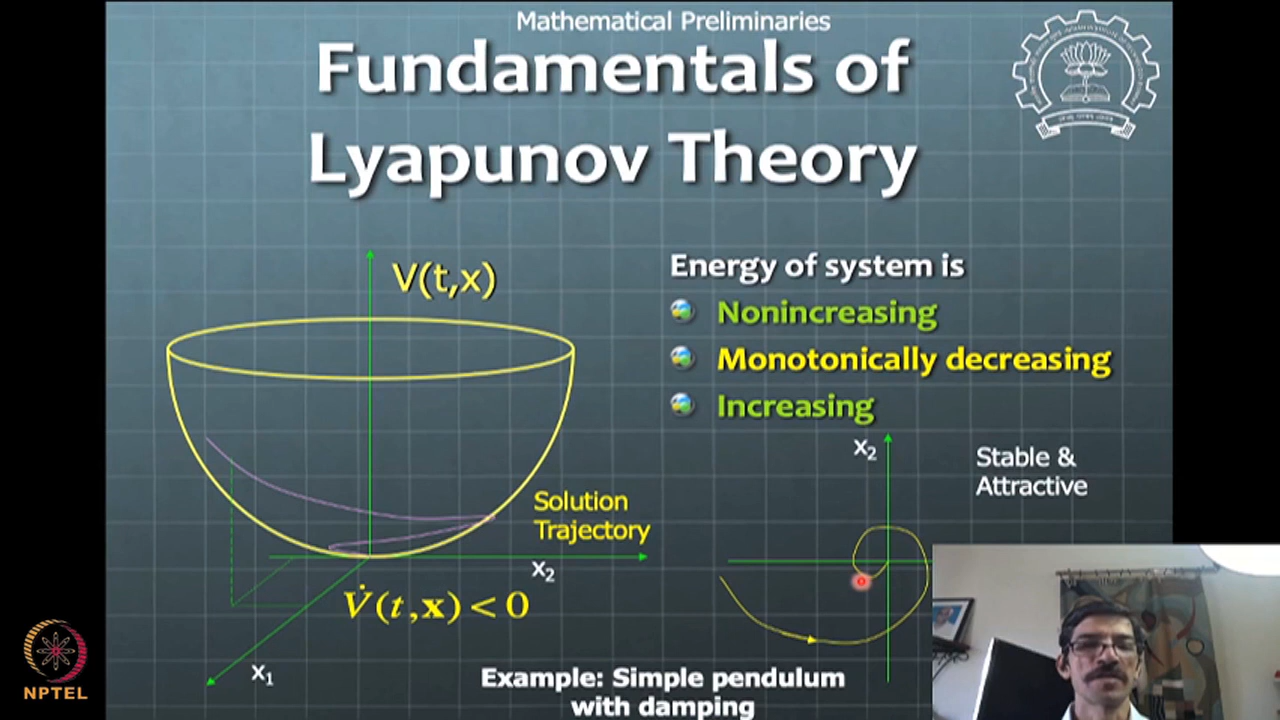 Mathematical Preliminaries
Fundamentals of
Lyapunov Theory
V(t,x)
Energy of system is
Nonincreasing
Monotonically decreasing
Increasing
x₂
Stable &
Attractive
Solution
Trajectory
x₂
V̇(t,x)<0
x₁
Example: Simple pendulum
with damping
NPTEL